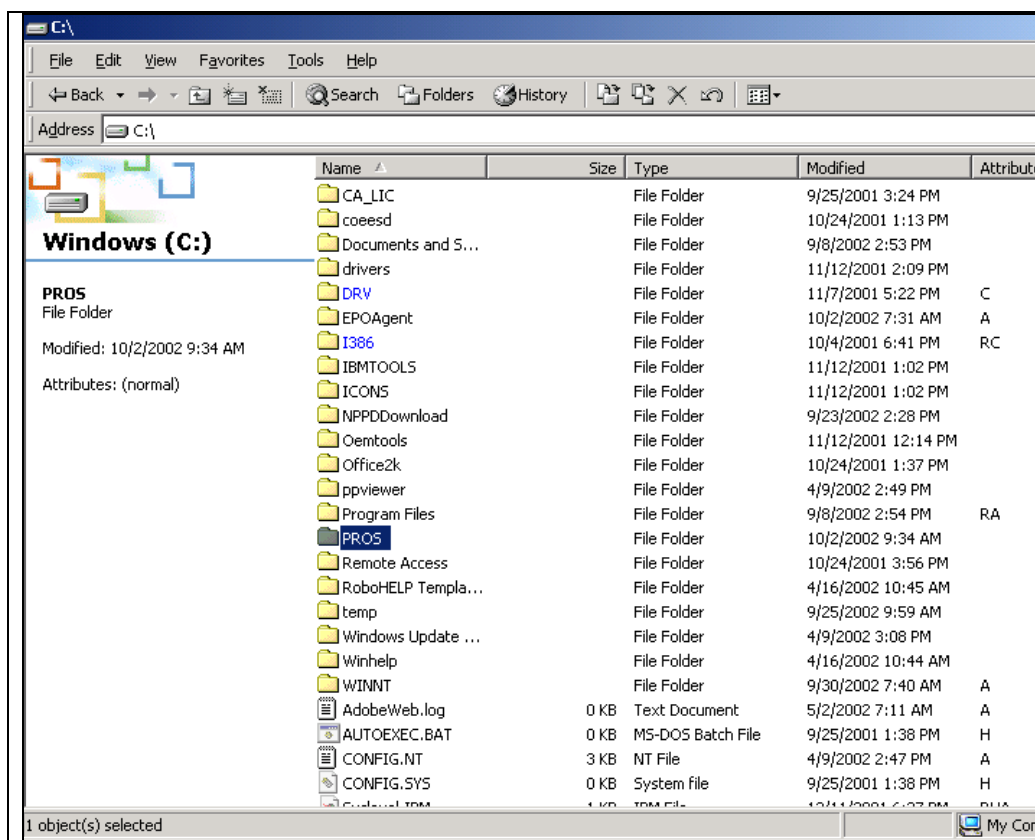 C:\
File Edit View Favorites Tools Help
Back Search Folders History
Address C:\
Windows (C:)
PROS
File Folder
Modified: 10/2/2002 9:34 AM
Attributes: (normal)
Name Size Type Modified Attribut
CA_LIC File Folder 9/25/2001 3:24 PM
coeesd File Folder 10/24/2001 1:13 PM
Documents and S... File Folder 9/8/2002 2:53 PM
drivers File Folder 11/12/2001 2:09 PM
DRV File Folder 11/7/2001 5:22 PM C
EPOAgent File Folder 10/2/2002 7:31 AM A
I386 File Folder 10/4/2001 6:41 PM RC
IBMTOOLS File Folder 11/12/2001 1:02 PM
ICONS File Folder 11/12/2001 1:02 PM
NPPDDownload File Folder 9/23/2002 2:28 PM
Oemtools File Folder 11/12/2001 12:14 PM
Office2k File Folder 10/24/2001 1:37 PM
ppviewer File Folder 4/9/2002 2:49 PM
Program Files File Folder 9/8/2002 2:54 PM RA
PROS File Folder 10/2/2002 9:34 AM
Remote Access File Folder 10/24/2001 3:56 PM
RoboHELP Templa... File Folder 4/16/2002 10:45 AM
temp File Folder 9/25/2002 9:59 AM
Windows Update ... File Folder 4/9/2002 3:08 PM
Winhelp File Folder 4/16/2002 10:44 AM
WINNT File Folder 9/30/2002 7:40 AM A
AdobeWeb.log 0 KB Text Document 5/2/2002 7:11 AM A
AUTOEXEC.BAT 0 KB MS-DOS Batch File 9/25/2001 1:38 PM H
CONFIG.NT 3 KB NT File 4/9/2002 2:47 PM A
CONFIG.SYS 0 KB System file 9/25/2001 1:38 PM H
1 object(s) selected My Co